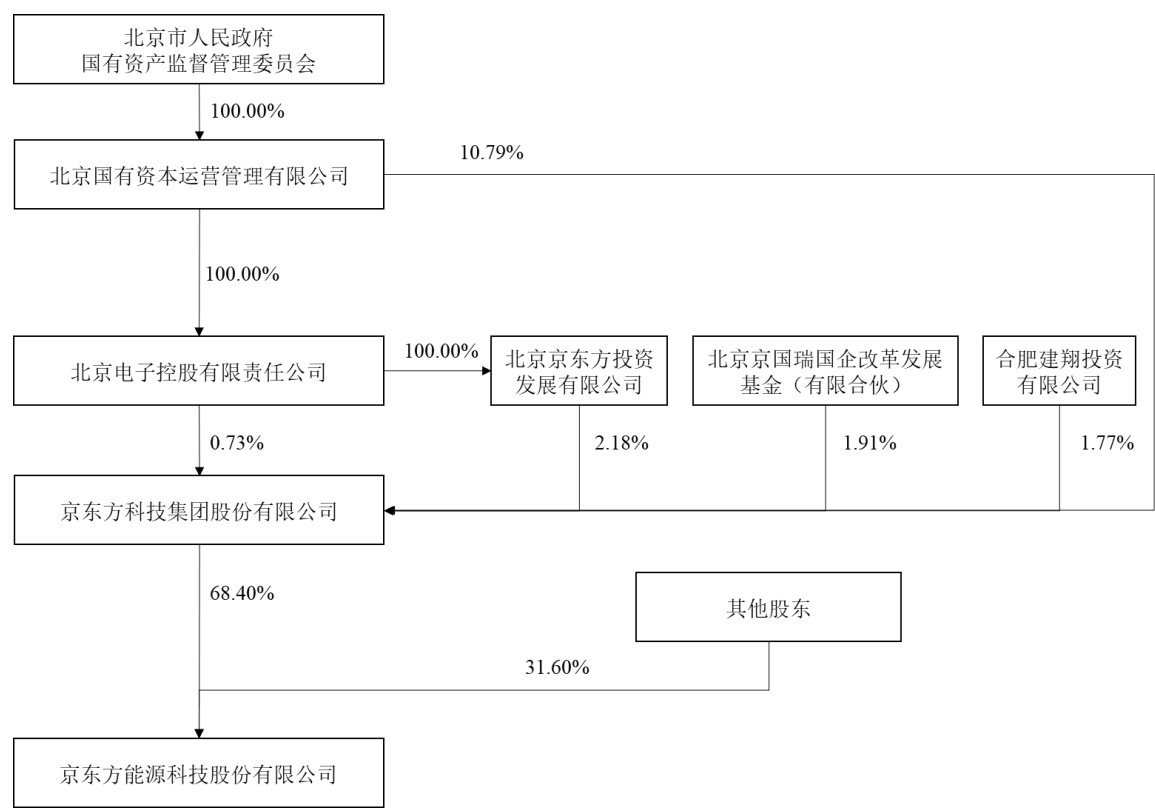 北京市人民政府
国有资产监督管理委员会
100.00%
10.79%
北京国有资本运营管理有限公司
100.00%
北京电子控股有限责任公司
100.00%
北京京东方投资
发展有限公司
北京京国瑞国企改革发展
基金（有限合伙）
合肥建翔投资
有限公司
0.73%
2.18%
1.91%
1.77%
京东方科技集团股份有限公司
68.40%
其他股东
31.60%
京东方能源科技股份有限公司